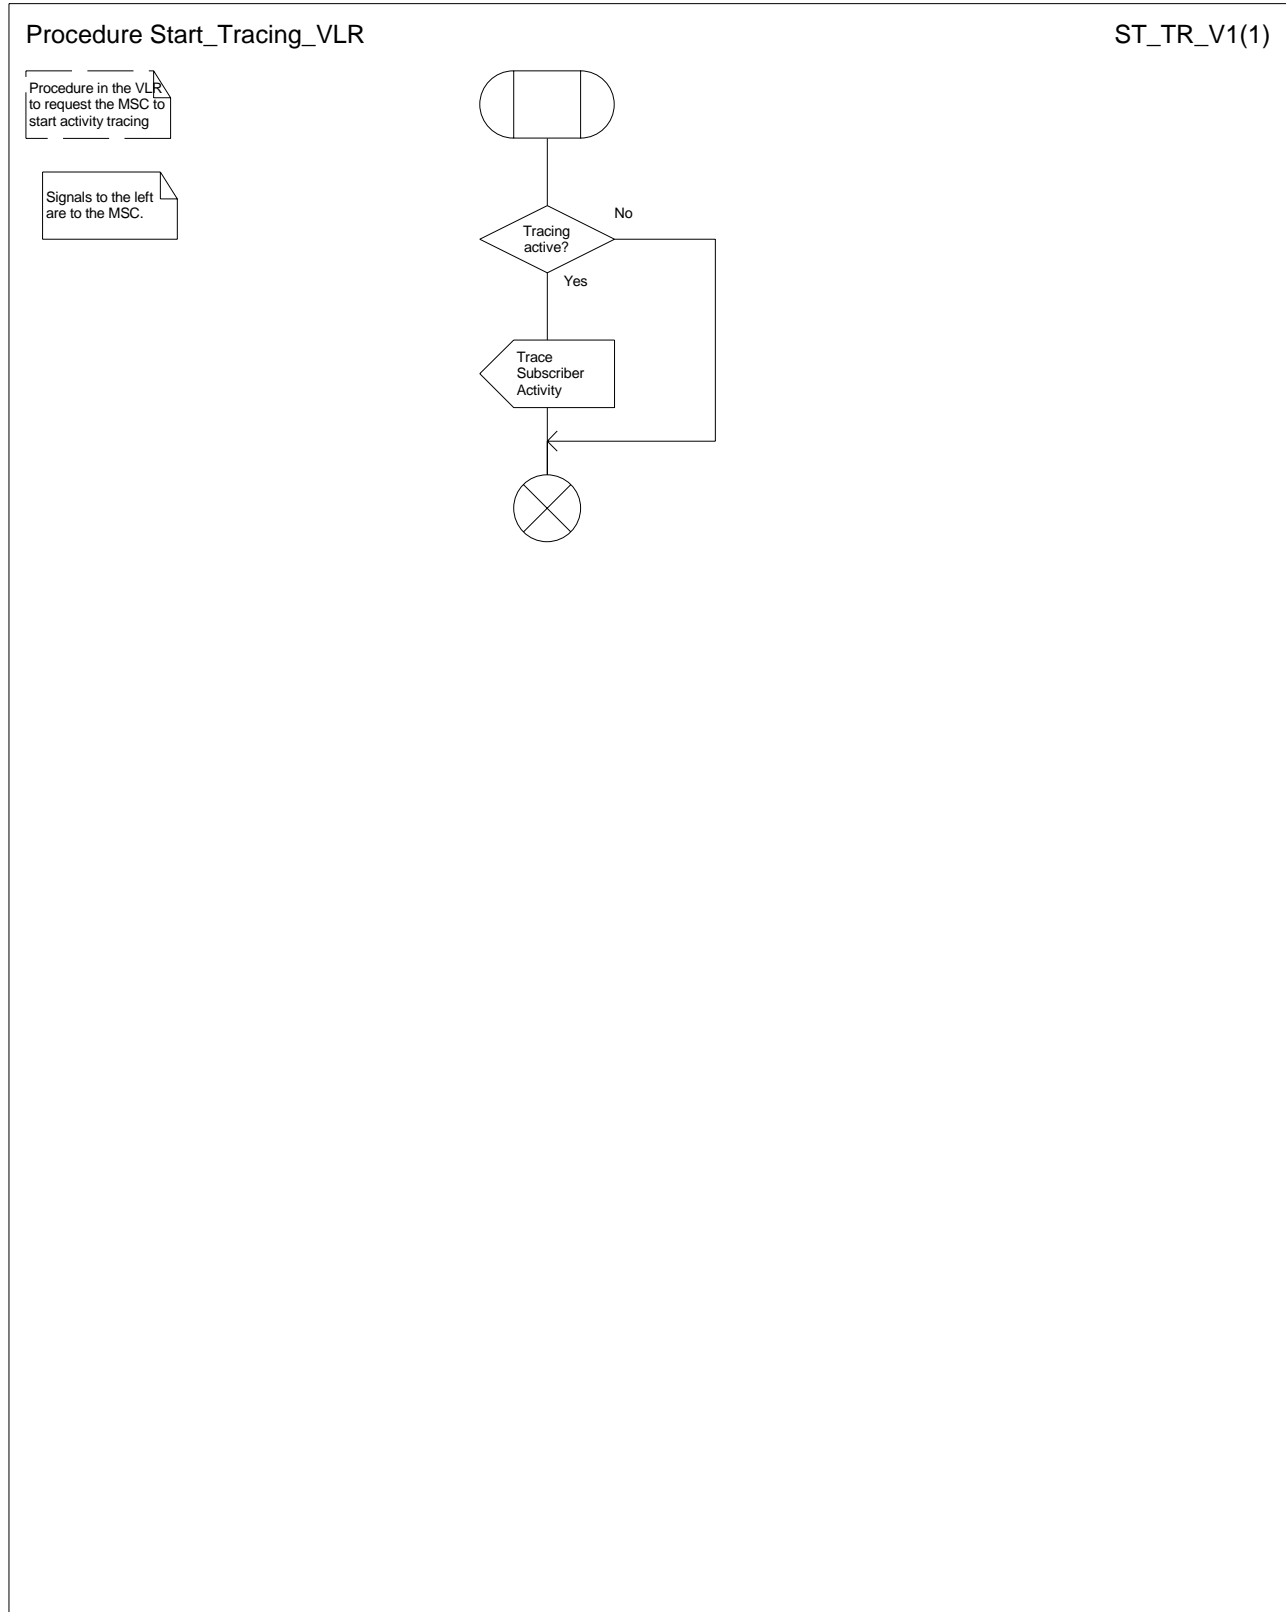 Procedure Start_Tracing_VLR
ST_TR_V1(1)
Procedure in the VLR
to request the MSC to
start activity tracing
Signals to the left
are to the MSC.
Tracing
active?
No
Yes
Trace
Subscriber
Activity